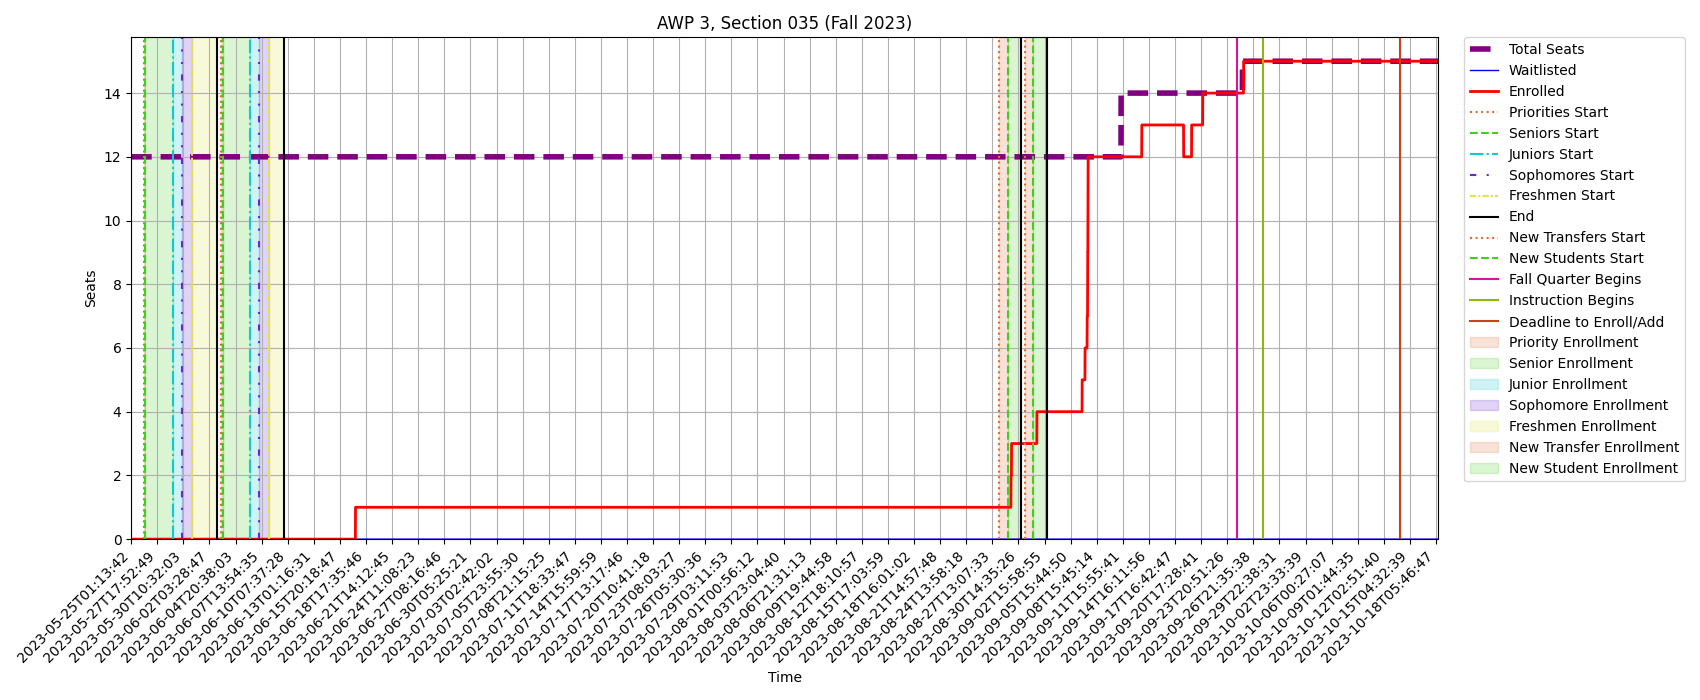 AWP 3, Section 035 (Fall 2023)
Seats
14
12
10
8
6
4
2
0
2023-05-25T01:13:42
2023-05-27T17:52:49
2023-05-30T10:32:03
2023-06-02T03:28:47
2023-06-04T20:38:03
2023-06-07T13:54:35
2023-06-10T07:37:28
2023-06-13T01:16:31
2023-06-15T20:18:47
2023-06-18T17:35:46
2023-06-21T14:12:45
2023-06-24T11:08:23
2023-06-27T08:16:46
2023-06-30T05:25:21
2023-07-03T02:42:02
2023-07-05T23:55:30
2023-07-08T21:15:25
2023-07-11T18:33:47
2023-07-14T15:59:59
2023-07-17T13:17:46
2023-07-20T10:41:18
2023-07-23T08:03:27
2023-07-26T05:30:36
2023-07-29T03:11:53
2023-08-01T00:56:12
2023-08-03T23:04:40
2023-08-06T21:31:13
2023-08-09T19:44:58
2023-08-12T18:10:57
2023-08-15T17:03:59
2023-08-18T16:01:02
2023-08-21T14:57:48
2023-08-24T13:58:18
2023-08-27T13:07:33
2023-08-30T14:35:26
2023-09-02T15:58:55
2023-09-05T15:44:50
2023-09-08T15:45:14
2023-09-11T15:55:41
2023-09-14T16:11:56
2023-09-17T16:42:47
2023-09-20T17:28:41
2023-09-23T20:51:26
2023-09-26T21:35:38
2023-09-29T22:38:31
2023-10-02T23:33:39
2023-10-06T00:27:07
2023-10-09T01:44:35
2023-10-12T02:51:40
2023-10-15T04:32:39
2023-10-18T05:46:47
Time
Total Seats
Waitlisted
Enrolled
Priorities Start
Seniors Start
Juniors Start
Sophomores Start
Freshmen Start
End
New Transfers Start
New Students Start
Fall Quarter Begins
Instruction Begins
Deadline to Enroll/Add
Priority Enrollment
Senior Enrollment
Junior Enrollment
Sophomore Enrollment
Freshmen Enrollment
New Transfer Enrollment
New Student Enrollment